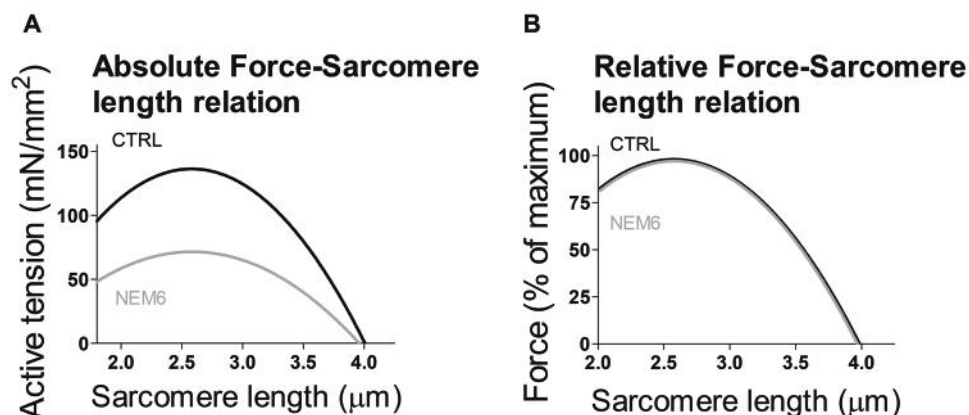 A
Absolute Force-Sarcomere
length relation
Active tension (mN/mm²)
CTRL
150
100
50
0
NEM6
2.0 2.5 3.0 3.5 4.0
Sarcomere length (μm)
B
Relative Force-Sarcomere
length relation
Force (% of maximum)
CTRL
100
75
50
25
0
NEM6
2.0 2.5 3.0 3.5 4.0
Sarcomere length (μm)